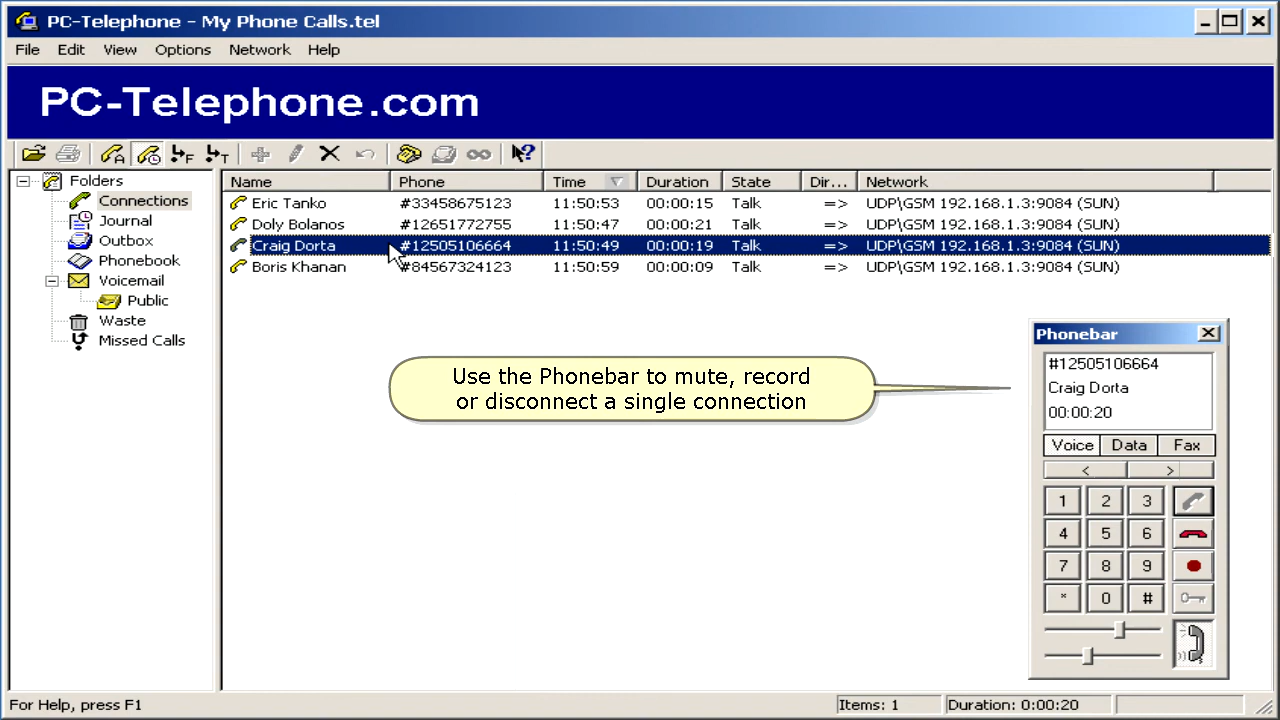 PC-Telephone - My Phone Calls.tel
File Edit View Options Network Help
PC-Telephone.com
Folders
Connections
Journal
Outbox
Phonebook
Voicemail
Public
Waste
Missed Calls
Name Phone Time Duration State Dir... Network
Eric Tanko #33458675123 11:50:53 00:00:15 Talk => UDP\GSM 192.168.1.3:9084 (SUN)
Doly Bolanos #12651772755 11:50:47 00:00:21 Talk => UDP\GSM 192.168.1.3:9084 (SUN)
Craig Dorta #12505106664 11:50:49 00:00:19 Talk => UDP\GSM 192.168.1.3:9084 (SUN)
Boris Khanan #84567324123 11:50:59 00:00:09 Talk => UDP\GSM 192.168.1.3:9084 (SUN)
Use the Phonebar to mute, record
or disconnect a single connection
Phonebar
#12505106664
Craig Dorta
00:00:20
Voice Data Fax
< >
1 2 3
4 5 6
7 8 9
* 0 #
For Help, press F1 Items: 1 Duration: 0:00:20